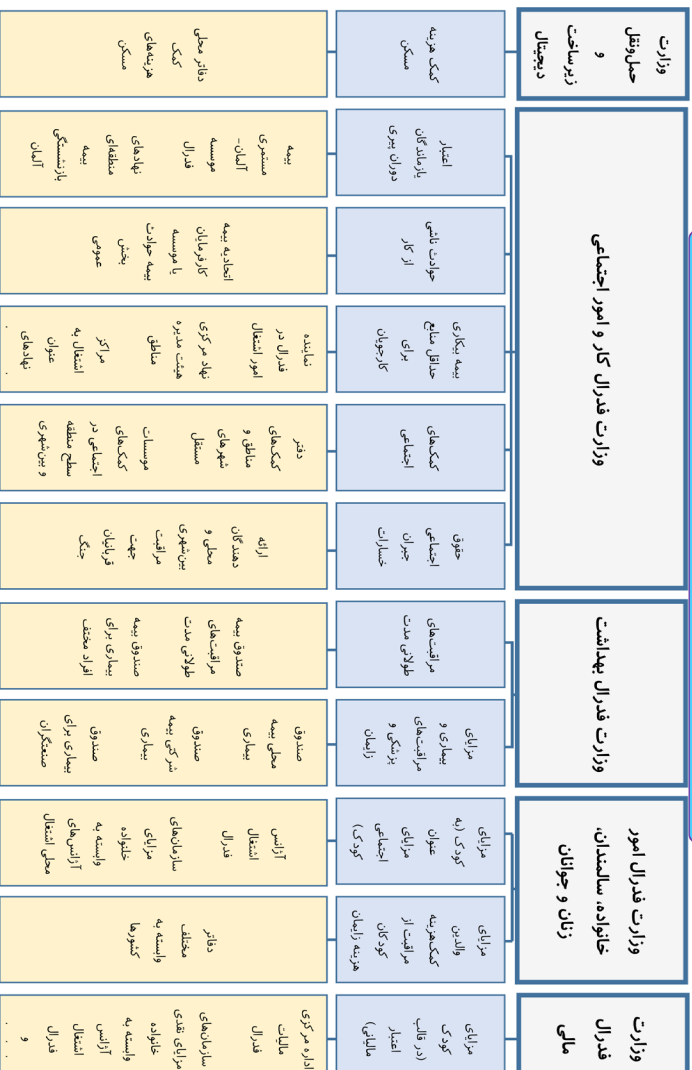 وزارت
فدرال
مالی
وزارت فدرال امور
خانواده، سالمندان،
زنان و جوانان
وزارت فدرال بهداشت
وزارت فدرال کار و امور اجتماعی
وزارت
حمل‌ونقل
و
زیرساخت
دیجیتال
مزایای
کودک
(در قالب
اعتبار
مالیاتی)
مزایای
والدین
کمک‌هزینه
مراقبت از
کودکان
هزینه زایمان
مزایای
کودک (به
عنوان
مزایای
اجتماعی
کودک)
مزایای
بیماری و
مراقبت‌های
پزشکی و
زایمان
مراقبت‌های
طولانی مدت
حقوق
اجتماعی
جبران
خسارات
کمک‌های
اجتماعی
بیمه بیکاری
حداقل منابع
برای
کارجویان
حوادث ناشی
از کار
اعتبار
بازماندگان
دوران پیری
کمک هزینه
مسکن
اداره مرکزی
مالیات
فدرال
سازمان‌های
مزایای نقدی
خانواده
وابسته به
آژانس
اشتغال
فدرال
و
دفاتر
مختلف
وابسته به
کشورها
آژانس
اشتغال
فدرال
سازمان‌های
مزایای
خانواده
وابسته به
آژانس‌های
محلی اشتغال
صندوق
محلی بیمه
بیماری
صندوق
شرکتی بیمه
بیماری
صندوق
بیماری برای
صنعتگران
صندوق بیمه
مراقبت‌های
طولانی مدت
صندوق بیمه
بیماری برای
افراد مختف
ارائه
دهندگان
محلی و
بین‌شهری
مراقبت
جهت
قربانیان
جنگ
دفتر
کمک‌های
مناطق و
شهرهای
مستقل
موسسات
کمک‌های
اجتماعی در
سطح منطقه
و بین‌شهری
نماینده
فدرال در
امور اشتغال
نهاد مرکزی
هیئت مدیره
مناطق
مراکز
اشتغال به
عنوان
نهادهای
اتحادیه بیمه
کارفرمایان
یا موسسه
بیمه حوادث
بخش
عمومی
بیمه
مستمری
آلمان-
موسسه
فدرال
نهادهای
منطقه‌ای
بیمه
بازنشستگی
آلمان
دفاتر محلی
کمک
هزینه‌های
مسکن